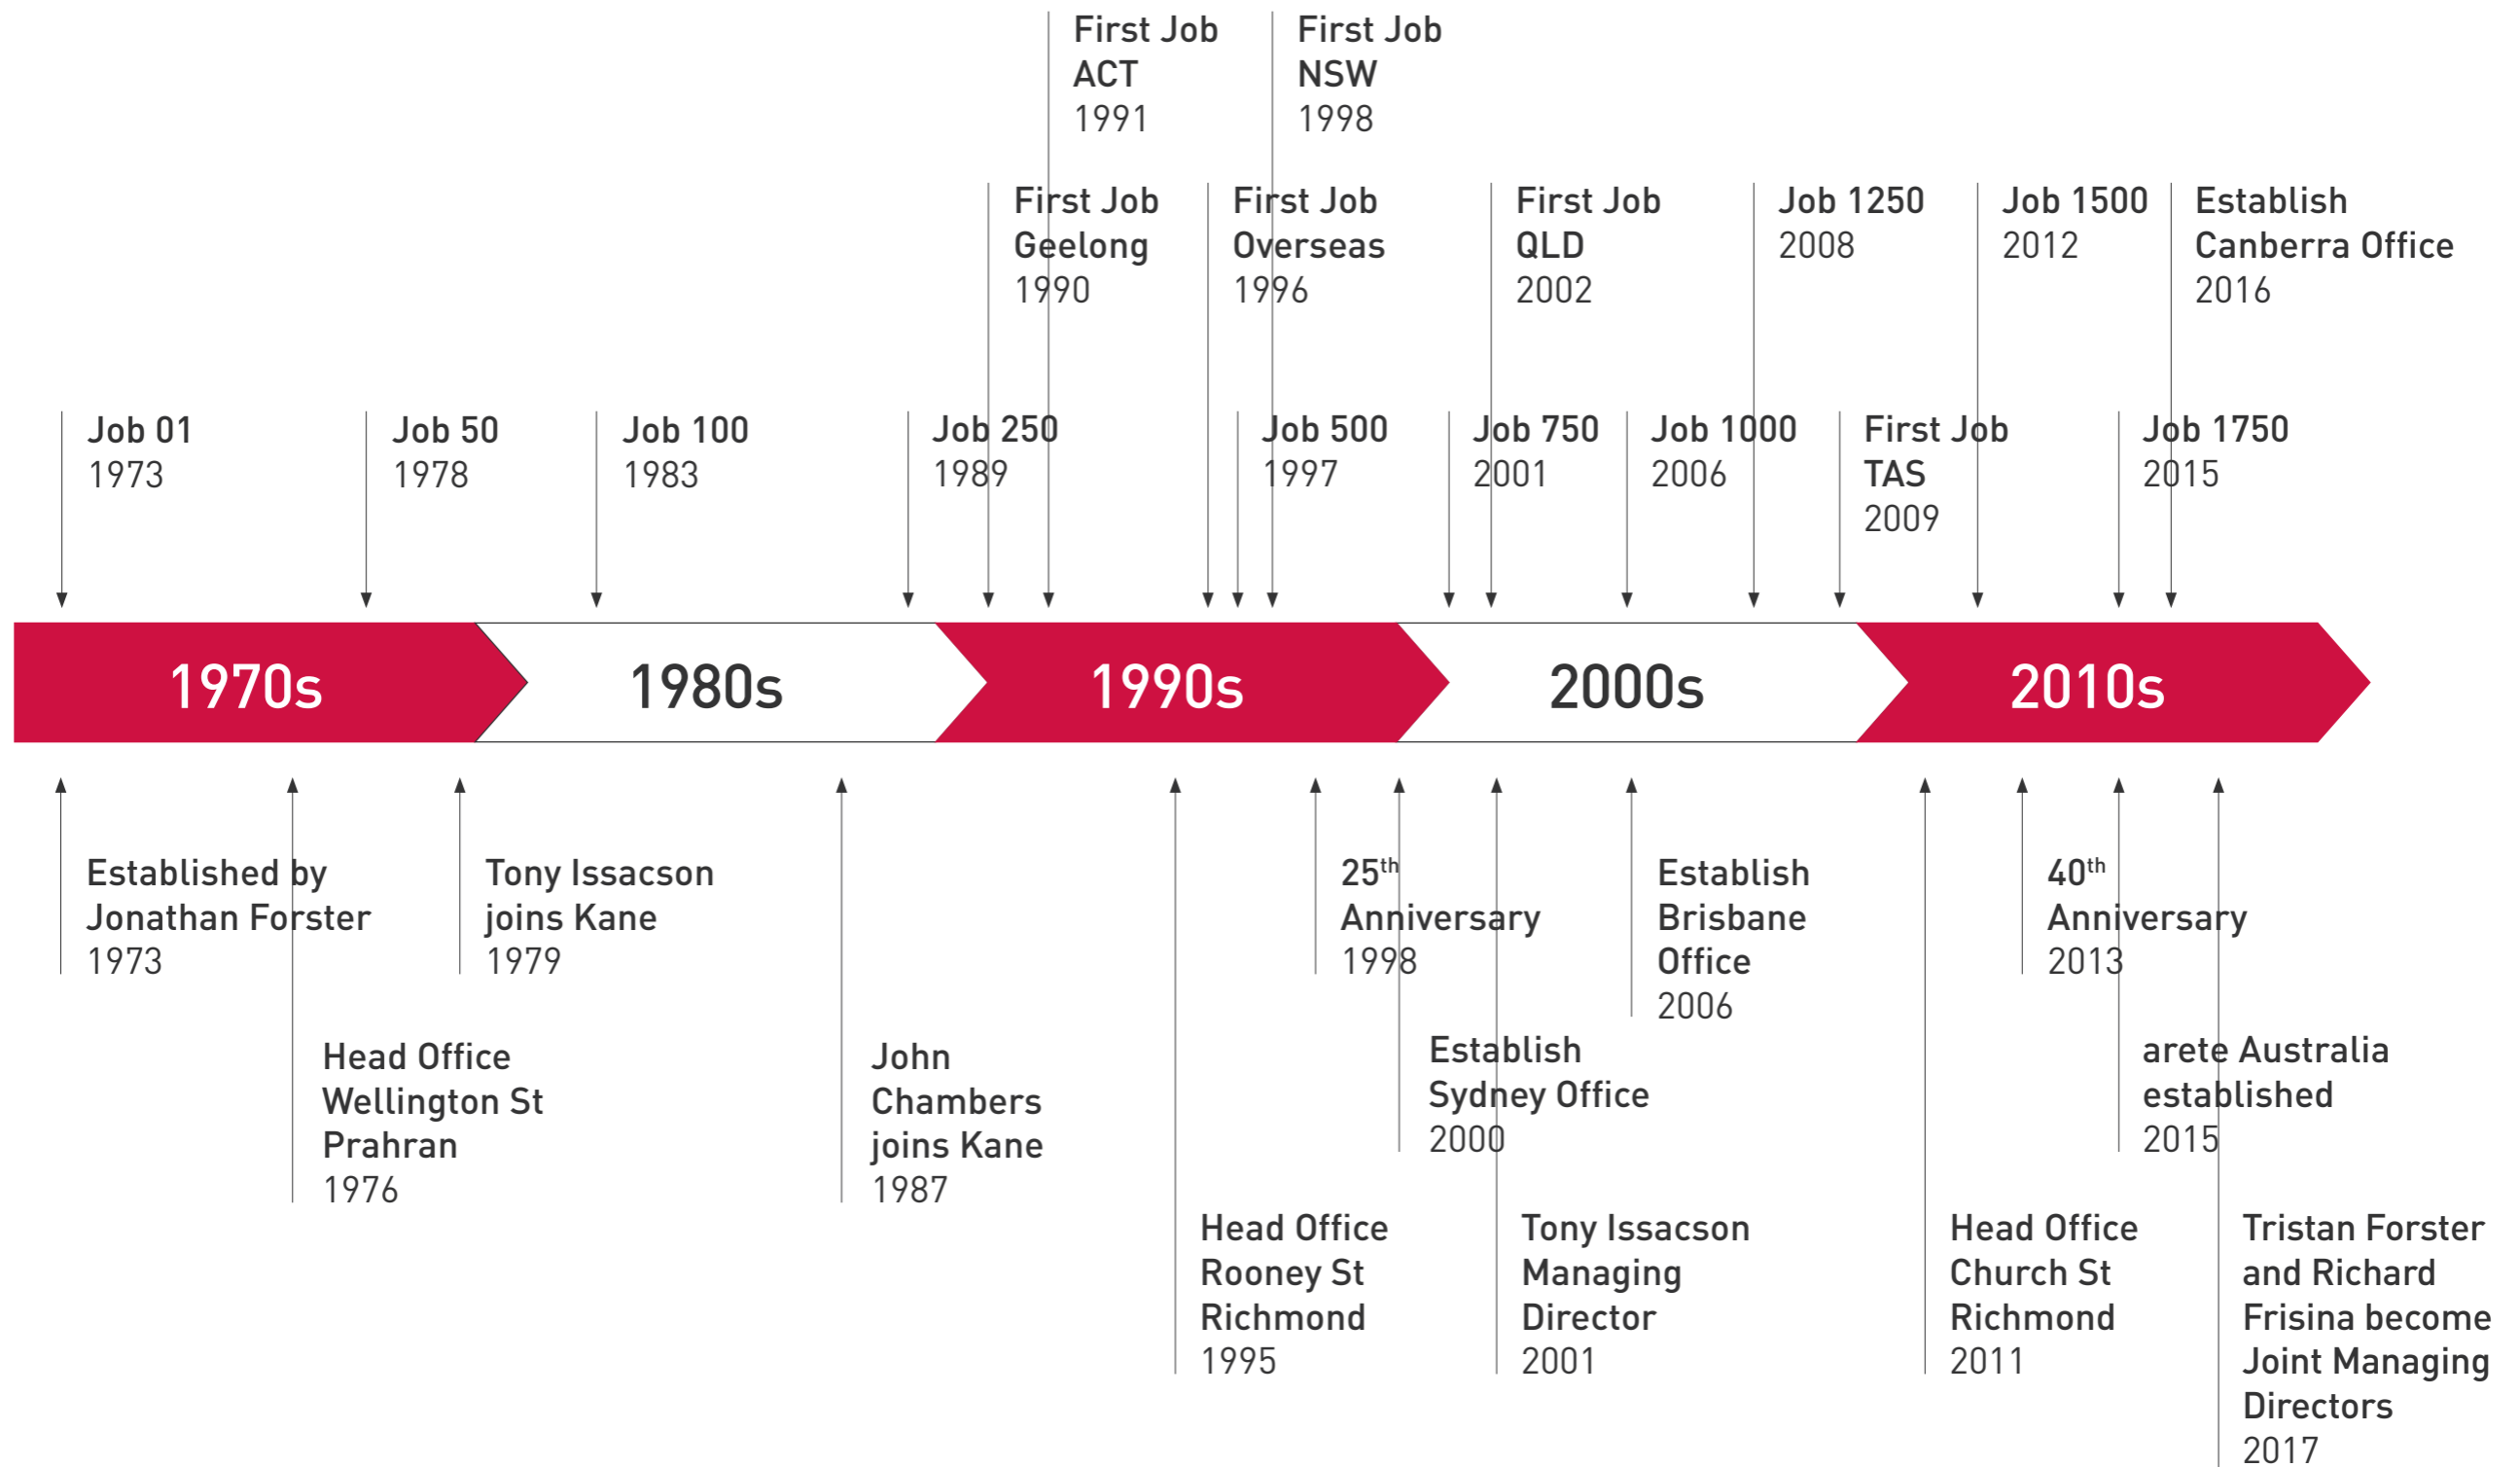 First Job
ACT
1991
First Job
NSW
1998
First Job
Geelong
1990
First Job
Overseas
1996
First Job
QLD
2002
Job 1250
2008
Job 1500
2012
Establish
Canberra Office
2016
Job 01
1973
Job 50
1978
Job 100
1983
Job 250
1989
Job 500
1997
Job 750
2001
Job 1000
2006
First Job
TAS
2009
Job 1750
2015
1970s
1980s
1990s
2000s
2010s
Established by
Jonathan Forster
1973
Tony Issacson
joins Kane
1979
25th
Anniversary
1998
Establish
Brisbane
Office
2006
40th
Anniversary
2013
Head Office
Wellington St
Prahran
1976
John
Chambers
joins Kane
1987
Establish
Sydney Office
2000
arete Australia
established
2015
Head Office
Rooney St
Richmond
1995
Tony Issacson
Managing
Director
2001
Head Office
Church St
Richmond
2011
Tristan Forster
and Richard
Frisina become
Joint Managing
Directors
2017